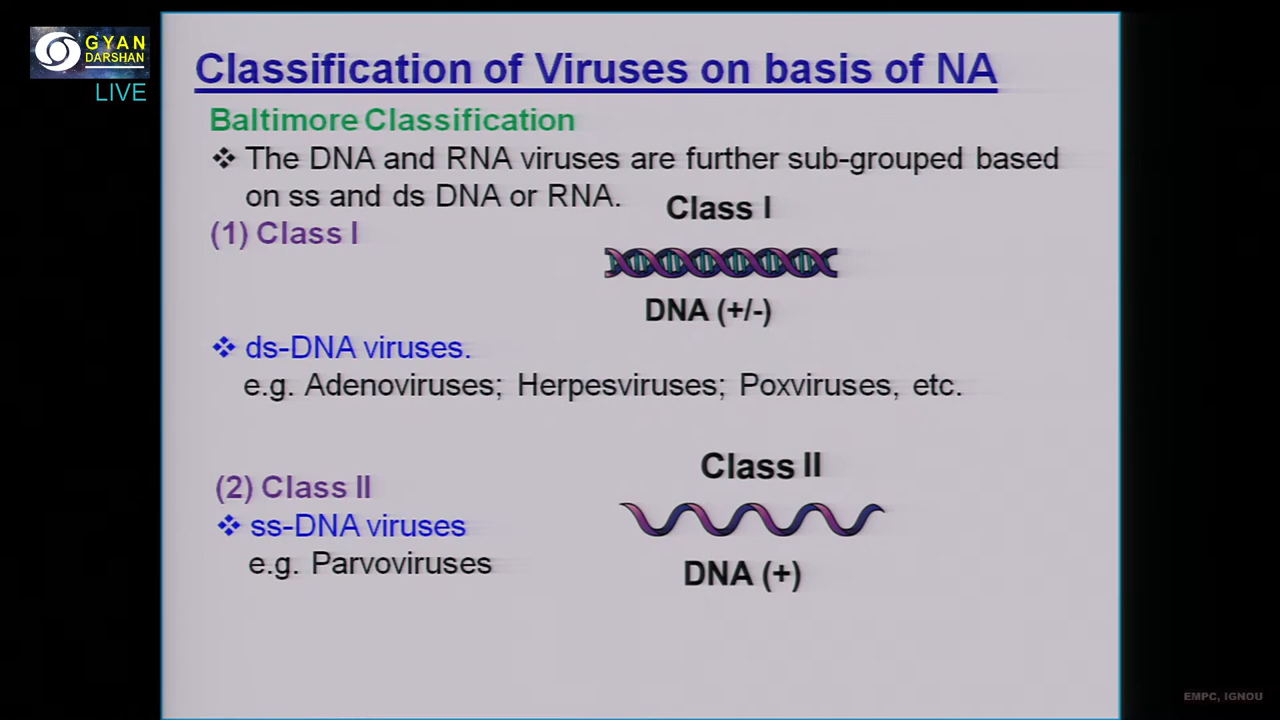 GYAN
DARSHAN
LIVE
Classification of Viruses on basis of NA
Baltimore Classification
❖ The DNA and RNA viruses are further sub-grouped based
on ss and ds DNA or RNA.
Class I
(1) Class I
DNA (+/-)
❖ ds-DNA viruses.
e.g. Adenoviruses; Herpesviruses; Poxviruses, etc.
Class II
(2) Class II
❖ ss-DNA viruses
e.g. Parvoviruses
DNA (+)
EMPC, IGNOU